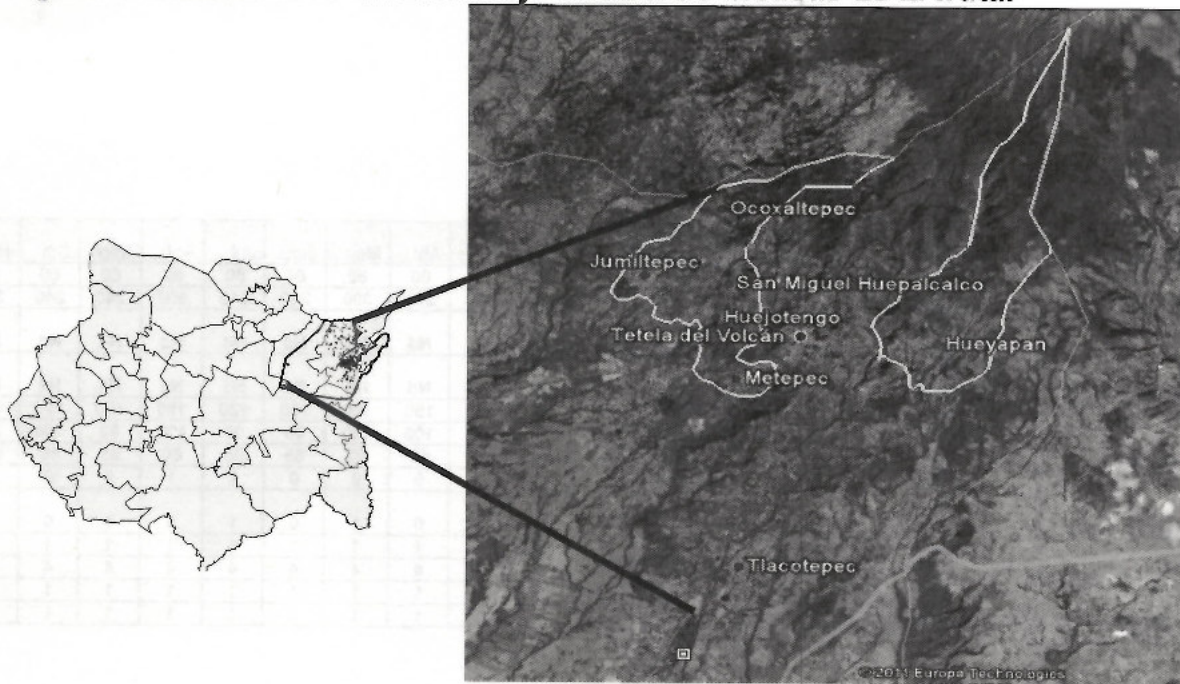 Ocoxaltepec
Jumiltepec
San Miguel Huepalcalco
Huejotengo
Tetela del Volcán
Hueyapan
Metepec
Tlacotepec
©2011 Europa Technologies